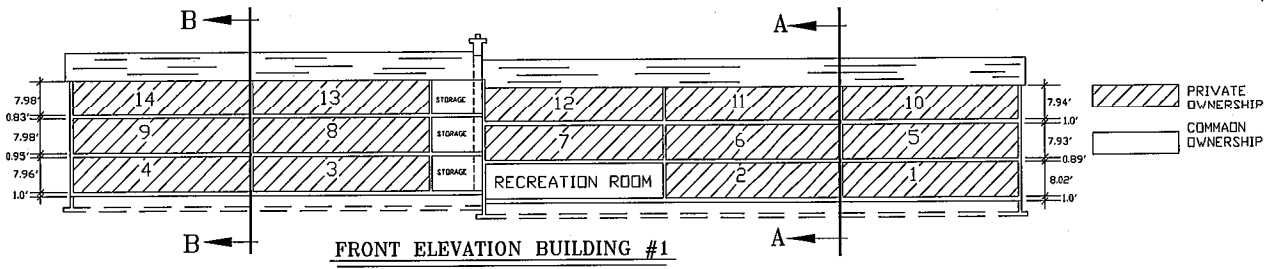 B
A
14
13
STORAGE
12
11
10
7.98'
0.83'
7.98'
0.95'
7.96'
1.0'
9
8
STORAGE
7
6
5
4
3
STORAGE
RECREATION ROOM
2
1
7.94'
1.0'
7.93'
0.89'
8.02'
1.0'
PRIVATE
OWNERSHIP
COMMAON
OWNERSHIP
B
A
FRONT ELEVATION BUILDING #1